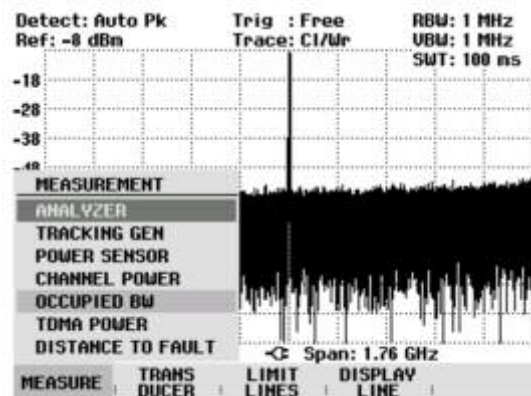 Detect: Auto Pk Trig : Free RBW: 1 MHz
Ref: -8 dBm Trace: Cl/Wr VBW: 1 MHz
SWT: 100 ms
-18
-28
-38
-48
MEASUREMENT
ANALYZER
TRACKING GEN
POWER SENSOR
CHANNEL POWER
OCCUPIED BW
TDMA POWER
DISTANCE TO FAULT
Span: 1.76 GHz
MEASURE TRANS LIMIT DISPLAY
DUCER LINES LINE